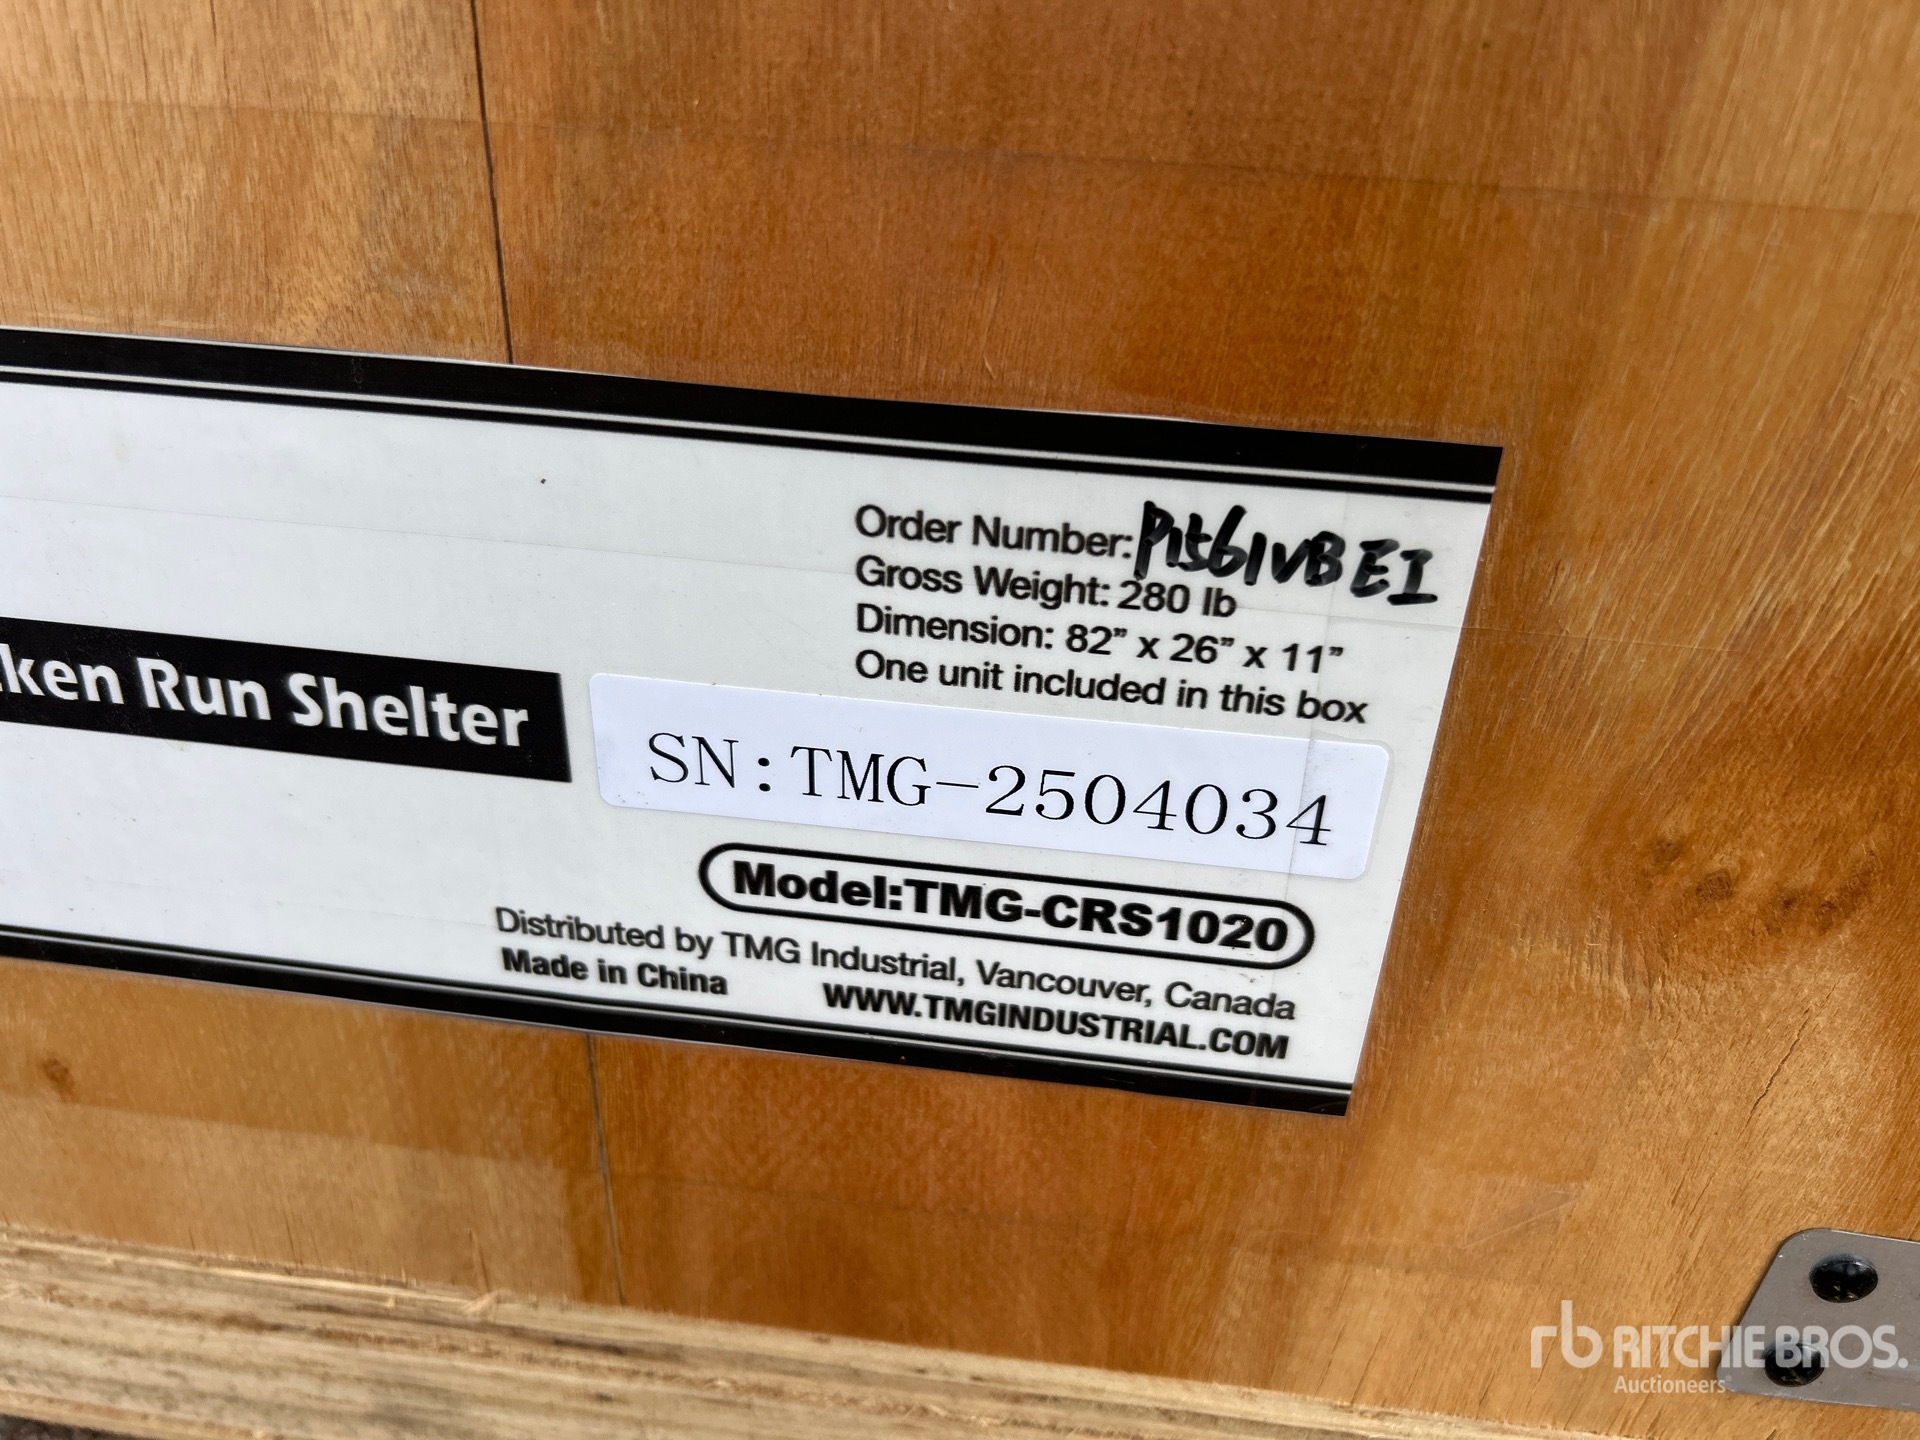 Order Number: P1561VBEI
Gross Weight: 280 lb
Dimension: 82” x 26” x 11”
One unit included in this box
ken Run Shelter
SN:TMG-2504034
Model:TMG-CRS1020
Distributed by TMG Industrial, Vancouver, Canada
Made in China
WWW.TMGINDUSTRIAL.COM
rb RITCHIE BROS.
Auctioneers